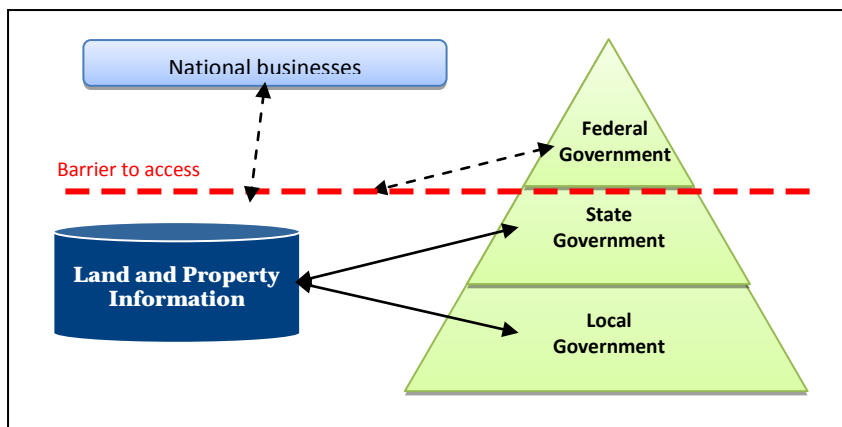 National businesses
Federal
Government
Barrier to access
State
Government
Land and Property
Information
Local
Government